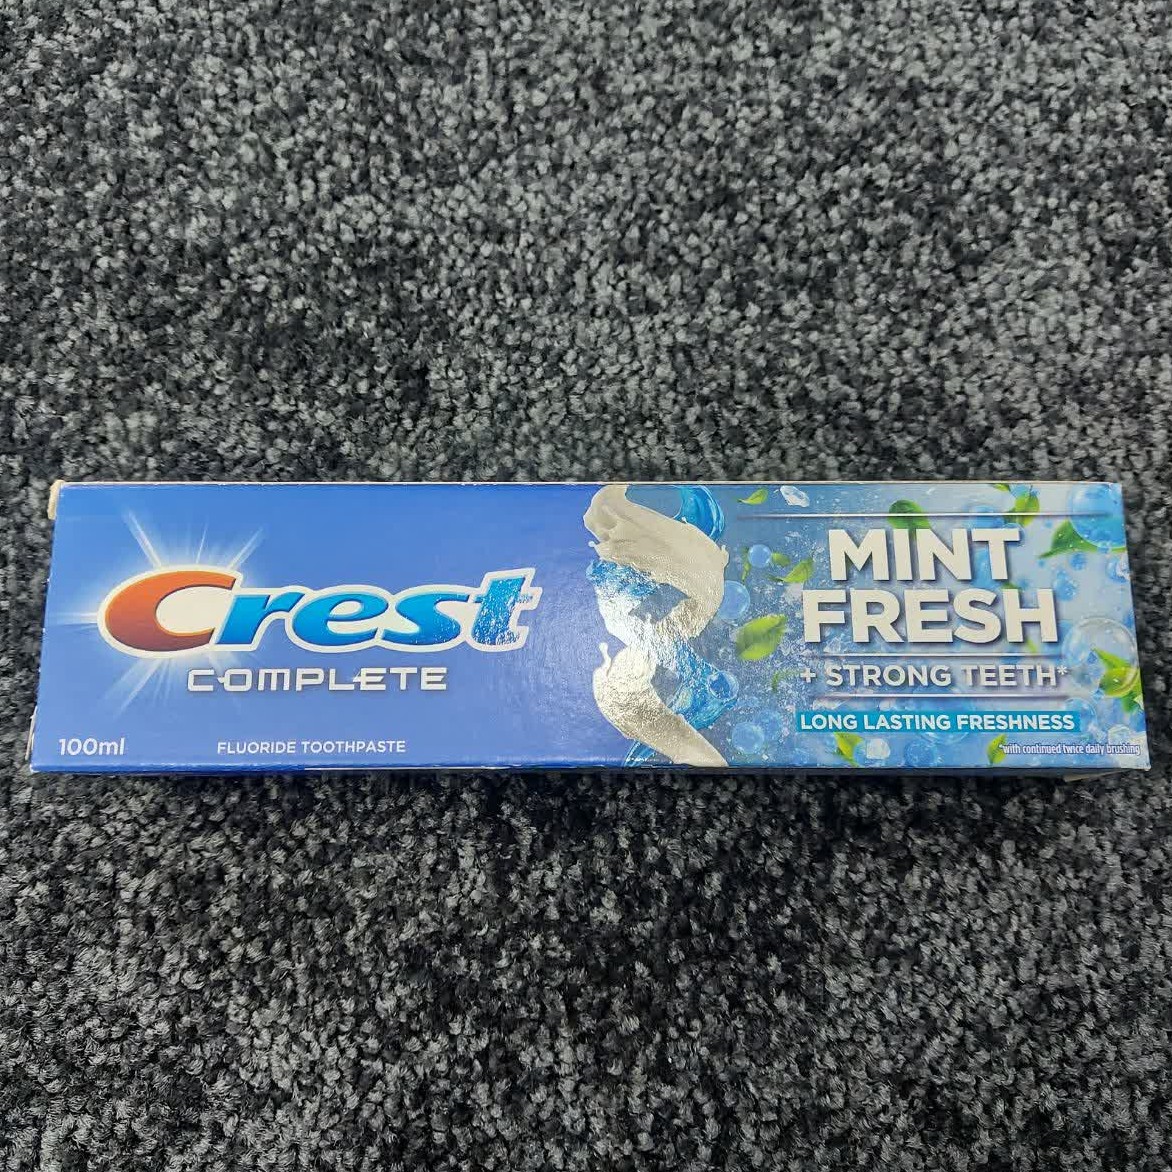 Crest
COMPLETE
100ml
FLUORIDE TOOTHPASTE
MINT
FRESH
+ STRONG TEETH*
LONG LASTING FRESHNESS
*with continued twice daily brushing